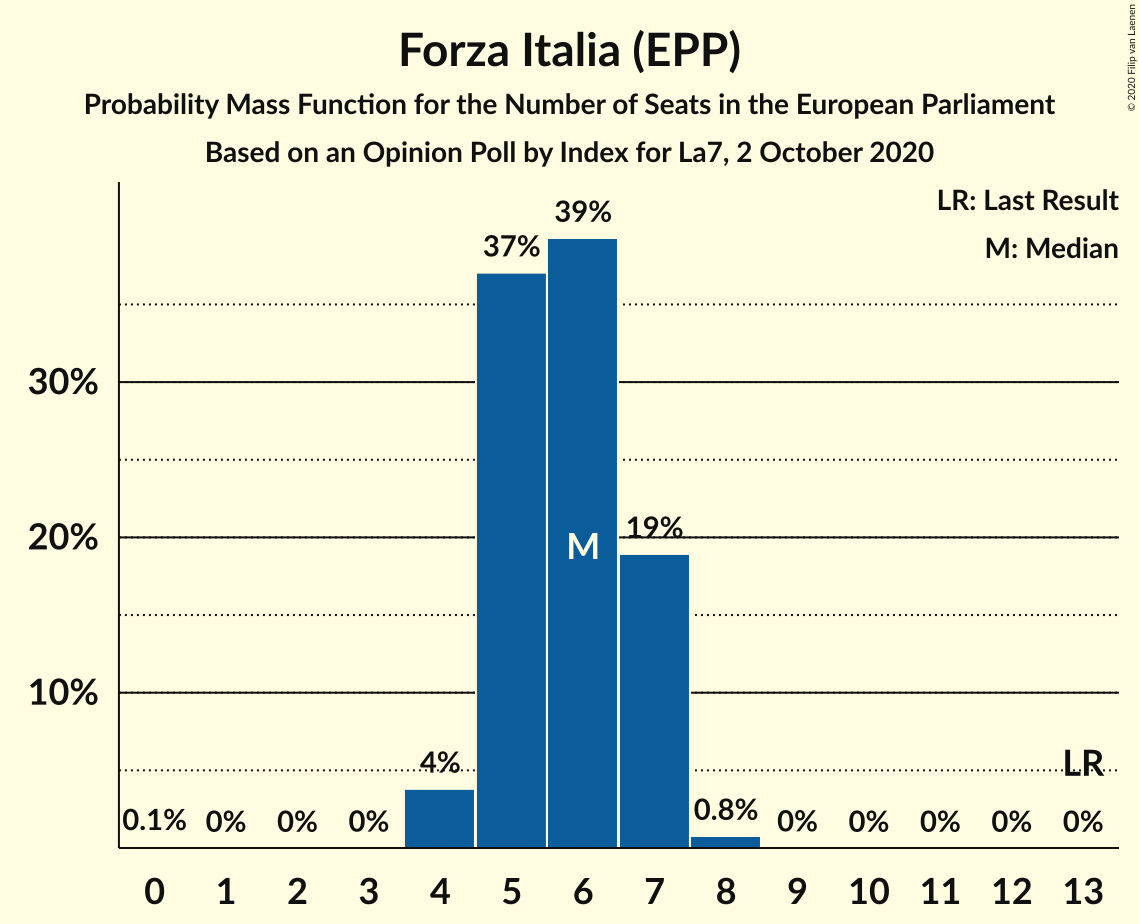 Forza Italia (EPP)
Probability Mass Function for the Number of Seats in the European Parliament
Based on an Opinion Poll by Index for La7, 2 October 2020
© 2020 Filip van Laenen
LR: Last Result
M: Median
39%
37%
30%
20%
19%
M
10%
4%
LR
0.1%
0%
0%
0%
0.8%
0%
0%
0%
0%
0%
0 1 2 3 4 5 6 7 8 9 10 11 12 13